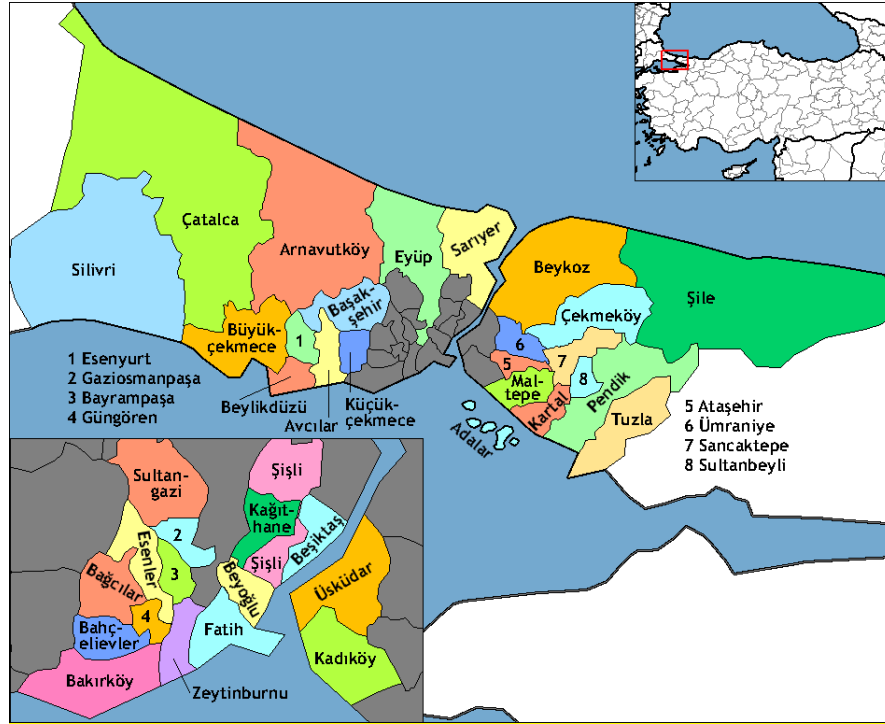 Silivri
Çatalca
Arnavutköy
Eyüp
Sarıyer
Beykoz
Şile
Çekmeköy
Başak-
şehir
Büyük-
çekmece
1
6
5
7
8
Mal-
tepe
Kartal
Pendik
Tuzla
Adalar
Beylikdüzü
Avcılar
Küçük-
çekmece
1 Esenyurt
2 Gaziosmanpaşa
3 Bayrampaşa
4 Güngören
5 Ataşehir
6 Ümraniye
7 Sancaktepe
8 Sultanbeyli
Sultan-
gazi
Şişli
Kağıt-
hane
2
Esenler
3
Şişli
Beşiktaş
Bağcılar
Beyoğlu
Üsküdar
4
Bahç-
elievler
Fatih
Kadıköy
Bakırköy
Zeytinburnu